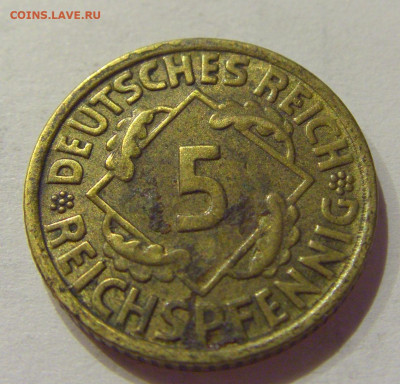 COINS.LAVE.RU
DEUTSCHES REICH
5
REICHSPFENNIG